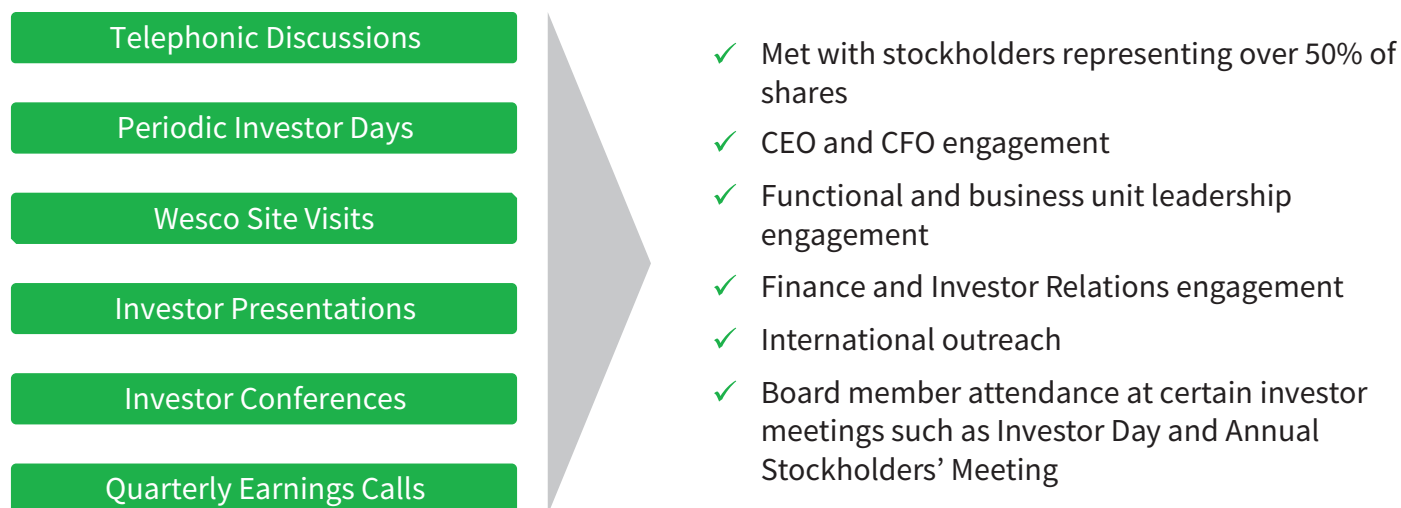 Telephonic Discussions
Periodic Investor Days
Wesco Site Visits
Investor Presentations
Investor Conferences
Quarterly Earnings Calls
✓ Met with stockholders representing over 50% of
shares
✓ CEO and CFO engagement
✓ Functional and business unit leadership
engagement
✓ Finance and Investor Relations engagement
✓ International outreach
✓ Board member attendance at certain investor
meetings such as Investor Day and Annual
Stockholders’ Meeting